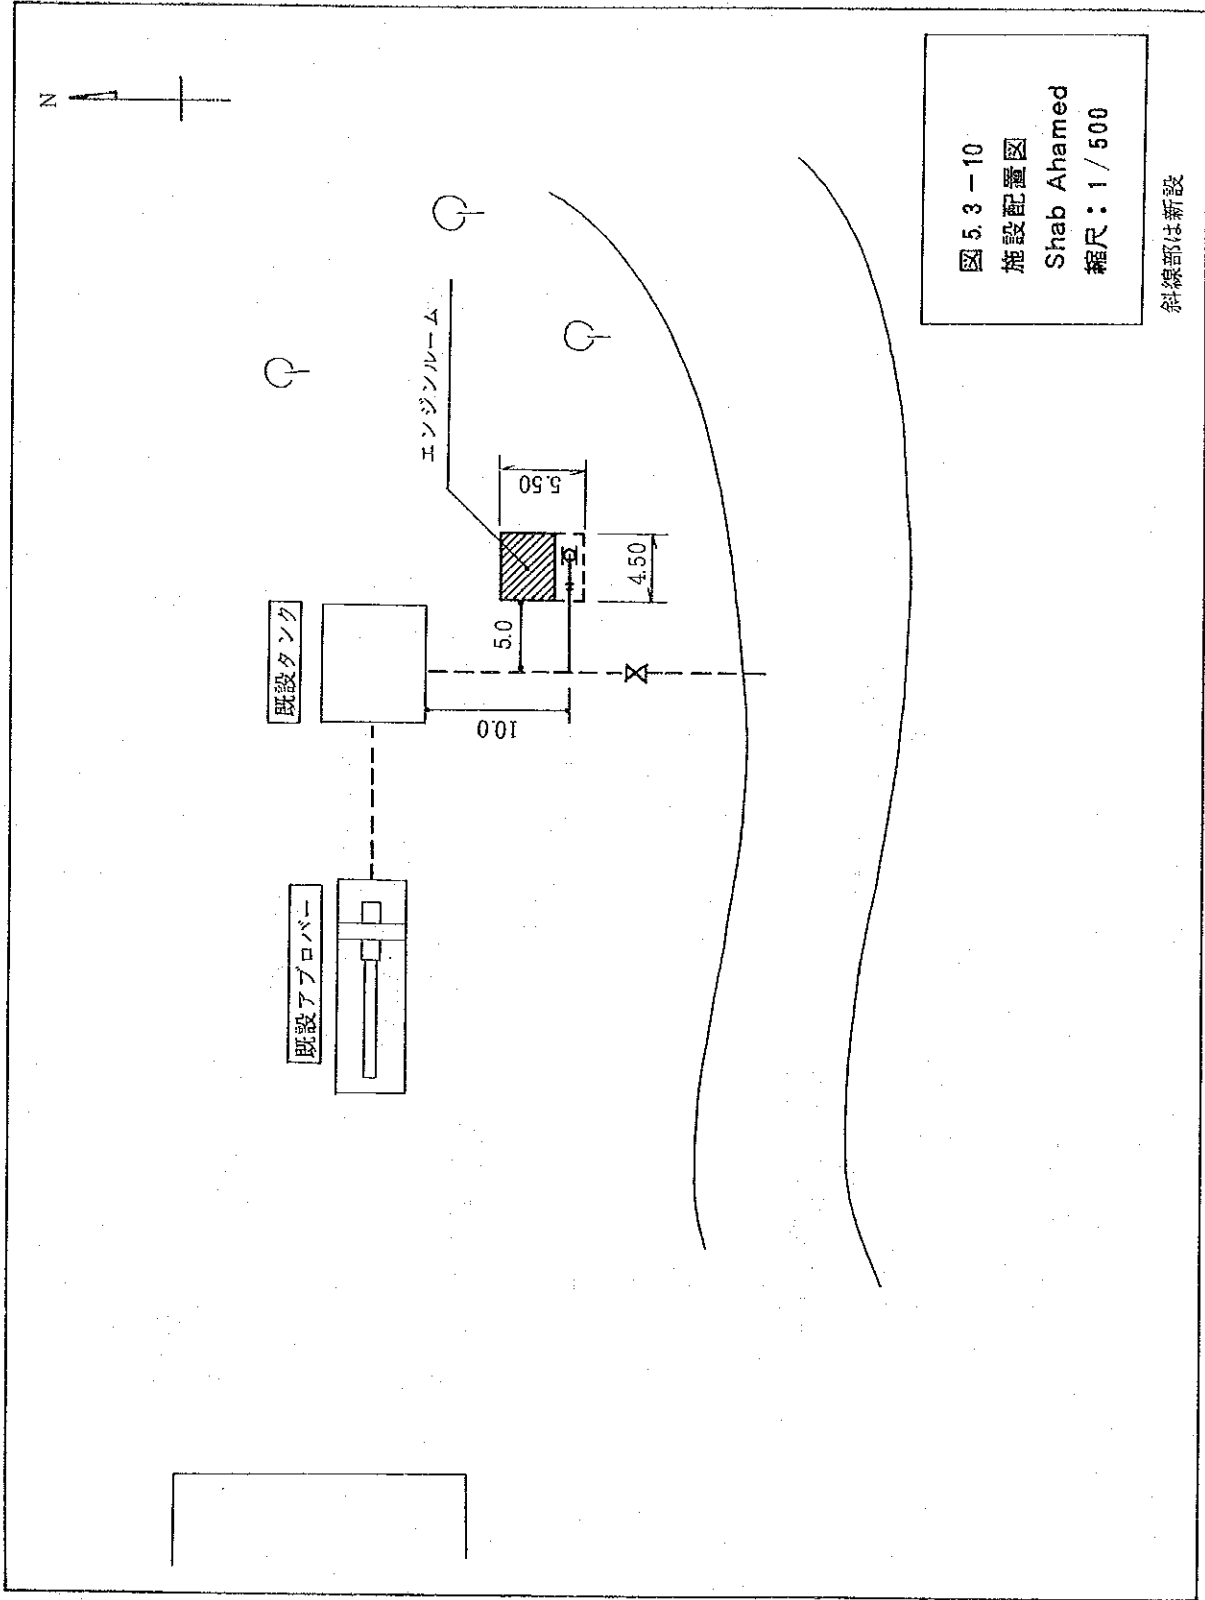 N
エンジンルーム
既設タンク
既設アブロバー
5.50
4.50
5.0
10.0
図 5.3 − 10
施設配置図
Shab Ahamed
縮尺：1 / 500
斜線部は新設